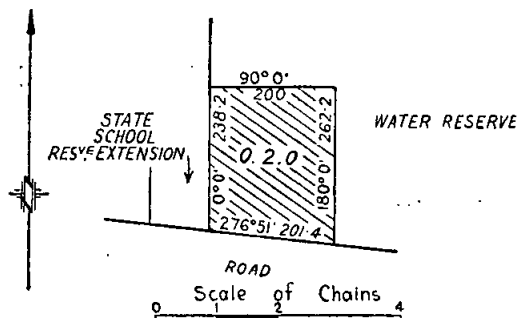 90° 0'
200
STATE
SCHOOL
RESVE EXTENSION
238·2
262·2
WATER RESERVE
0. 2. 0
0° 0'
180° 0'
276° 51' 201·4
ROAD
Scale of Chains
0 1 2 4